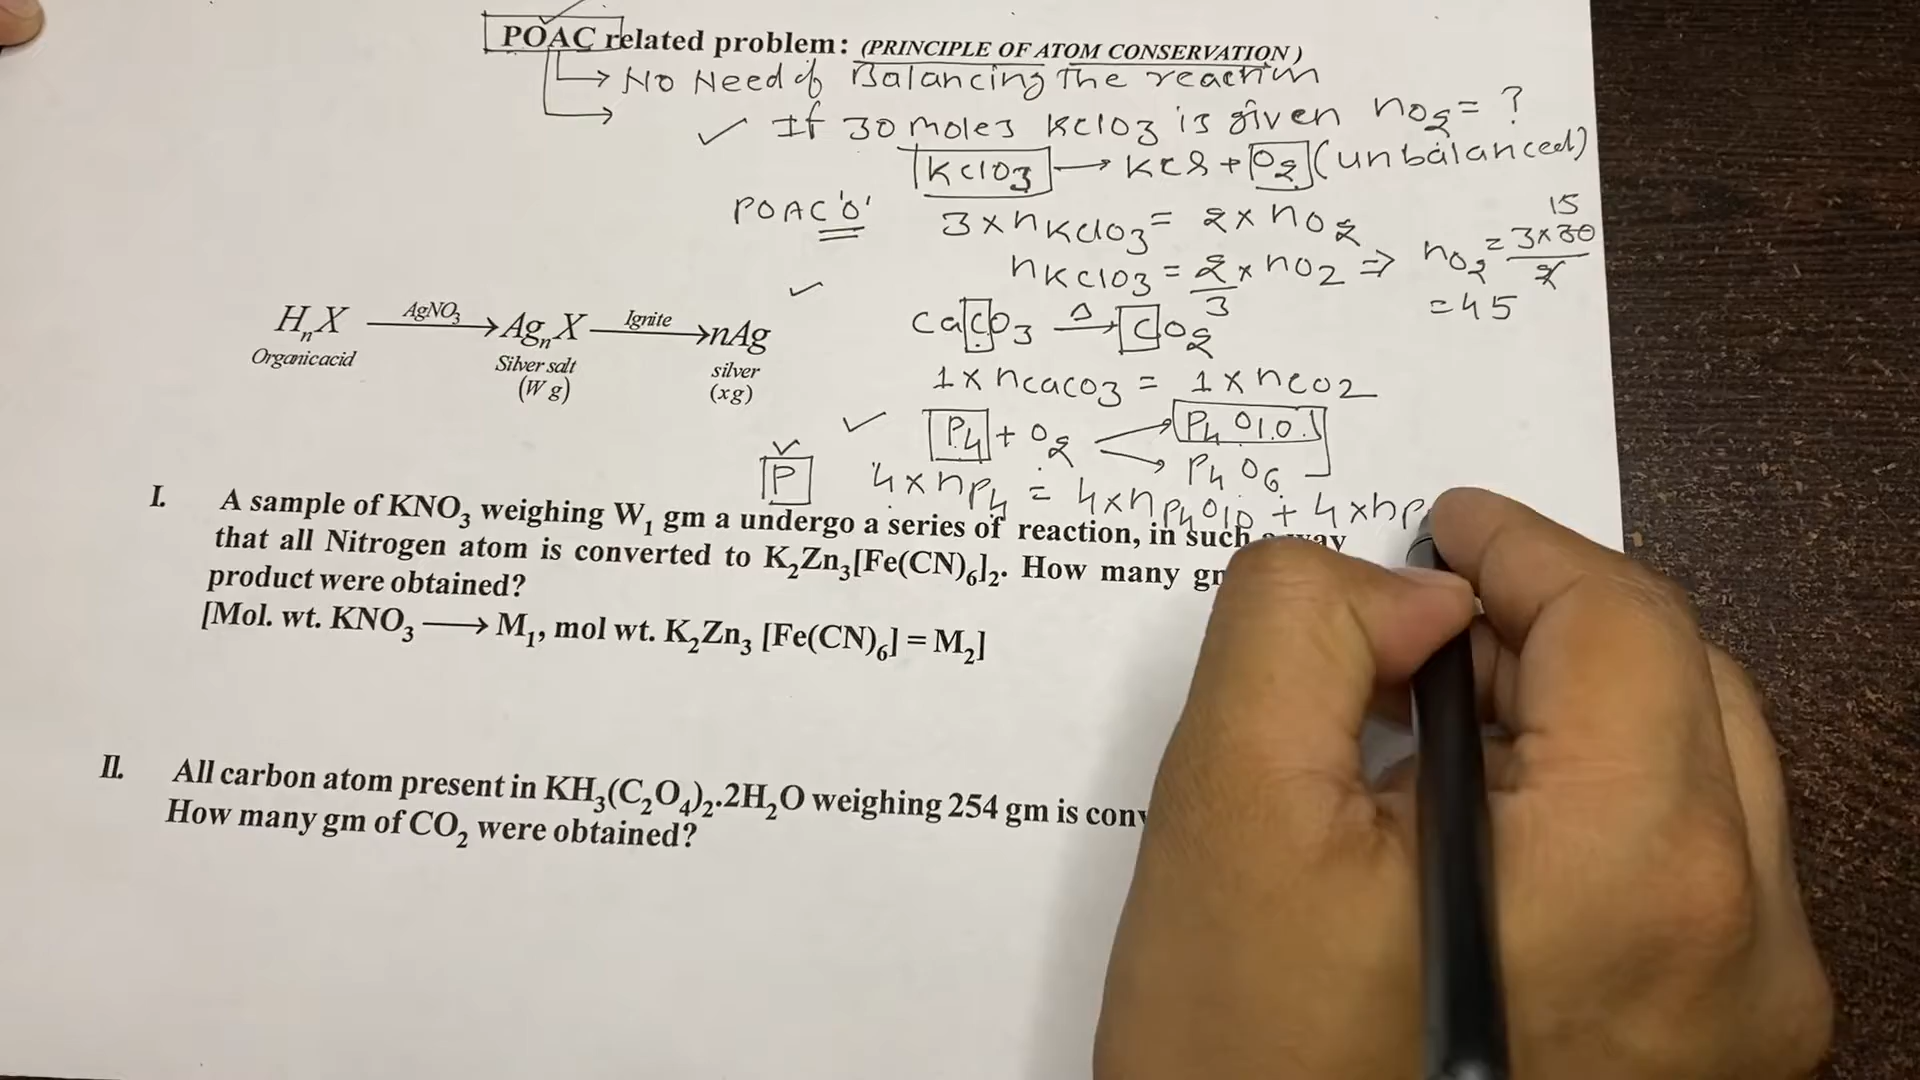 POAC related problem: (PRINCIPLE OF ATOM CONSERVATION )
→ No Need of Balancing the reaction
→
✓ If 30 moles KClO3 is given nO2 = ?
KClO3 → KCl + O2 (unbalanced)
POAC 'O' 3 × nKClO3 = 2 × nO2
nKClO3 = 2/3 × nO2 ⇒ nO2 = 3×30/2 15
= 45
✓ CaCO3 Δ→ CO2
1 × nCaCO3 = 1 × nCO2
HnX AgNO3→ AgnX Ignite→ nAg
Organic acid Silver salt silver
(W g) (xg)
✓ P4 + O2 → P4O10
→ P4O6
P ✓ 4 × nP4 = 4 × nP4O10 + 4 × nP
I. A sample of KNO3 weighing W1 gm a undergo a series of reaction, in such a way
that all Nitrogen atom is converted to K2Zn3[Fe(CN)6]2. How many
product were obtained?
[Mol. wt. KNO3 → M1, mol wt. K2Zn3 [Fe(CN)6] = M2]
II. All carbon atom present in KH3(C2O4)2.2H2O weighing 254 gm is
How many gm of CO2 were obtained?